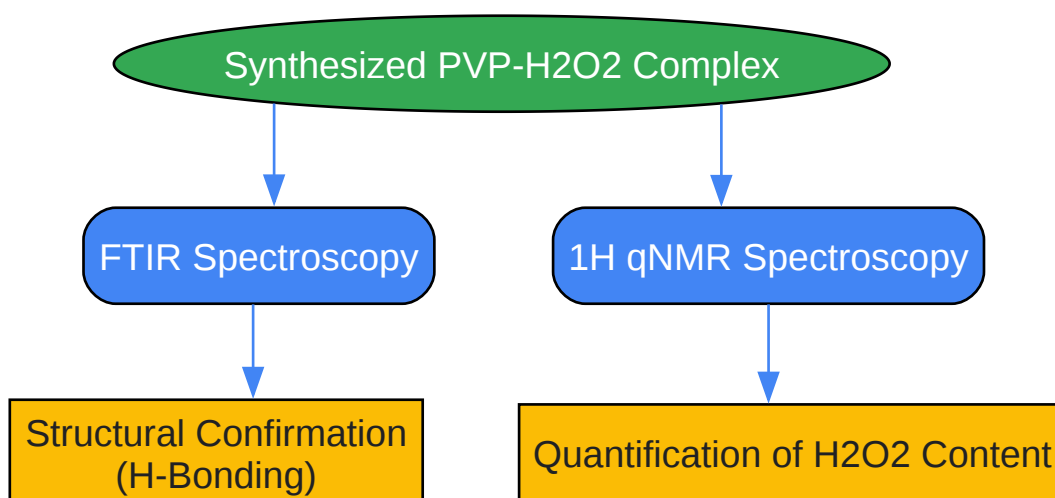 Synthesized PVP-H2O2 Complex
FTIR Spectroscopy
1H qNMR Spectroscopy
Structural Confirmation
(H-Bonding)
Quantification of H2O2 Content